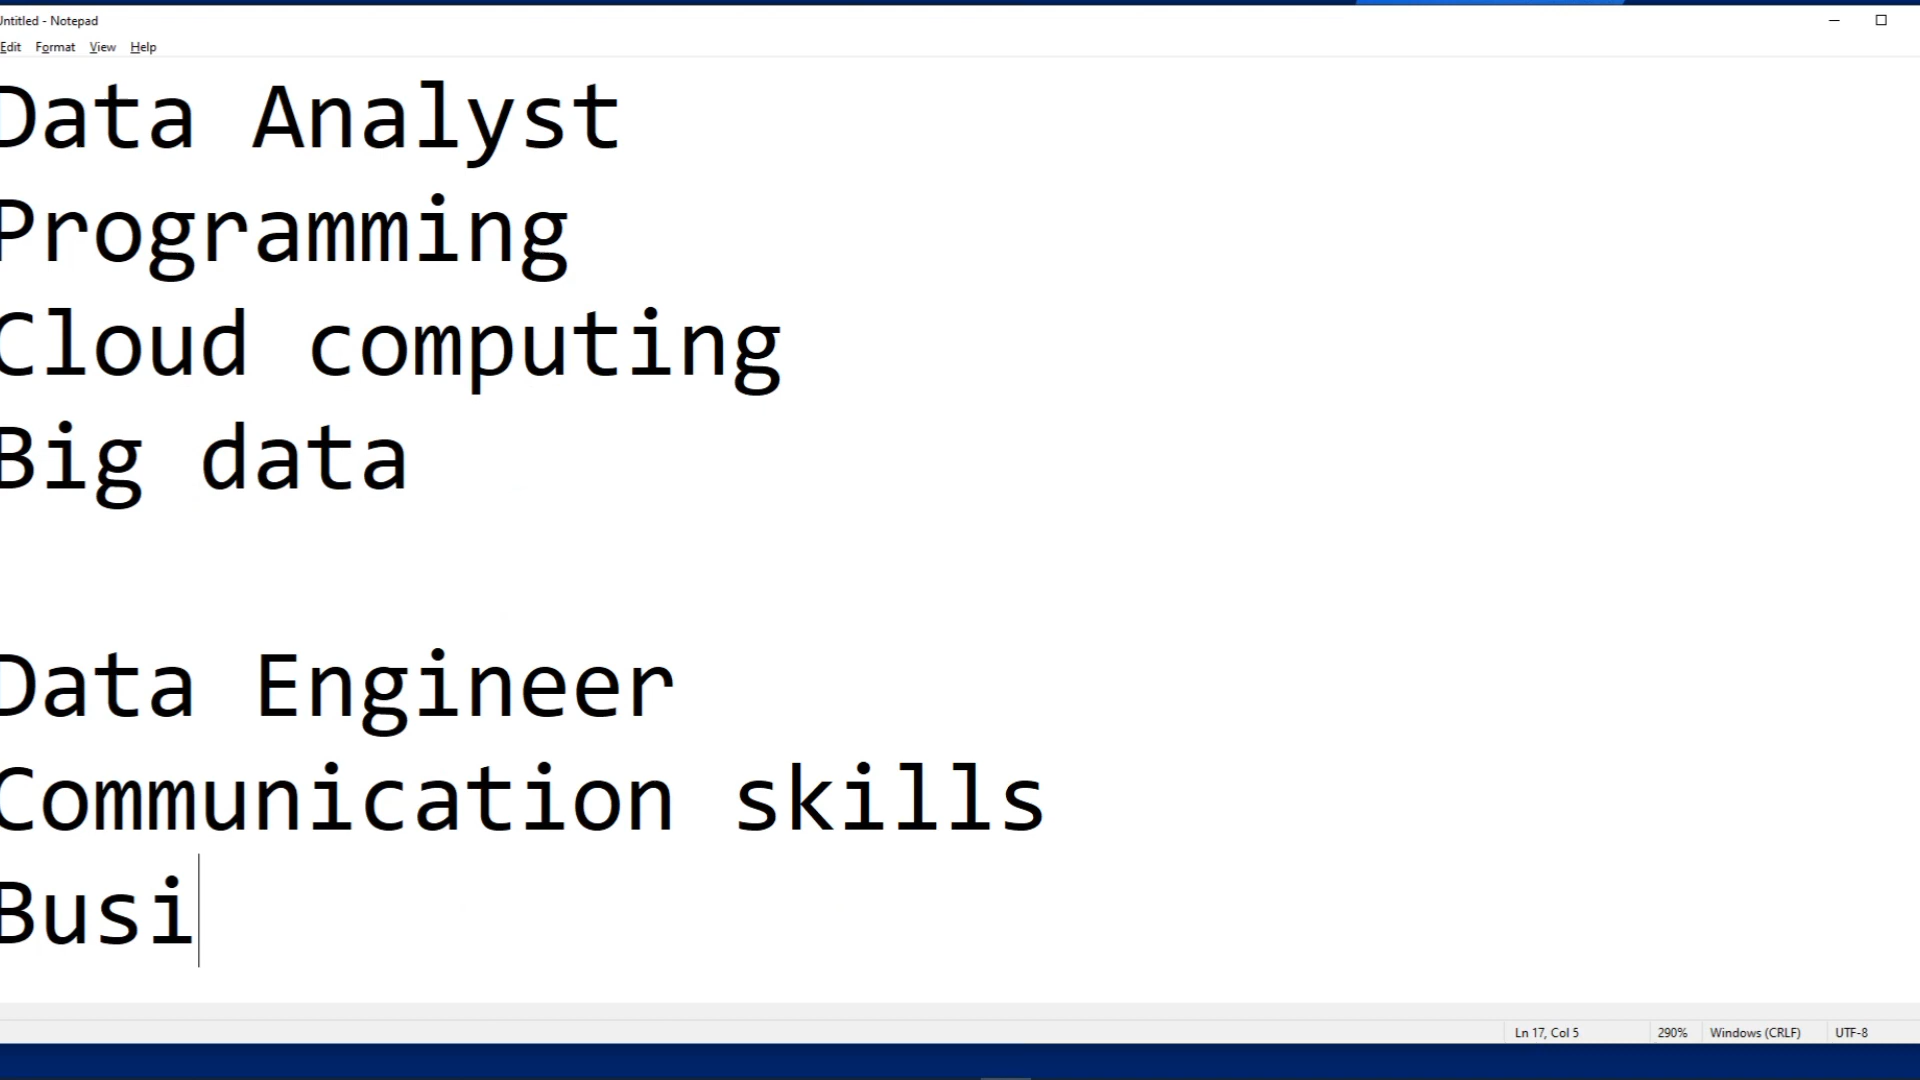 Untitled - Notepad
Edit Format View Help
Data Analyst
Programming
Cloud computing
Big data
Data Engineer
Communication skills
Busi
Ln 17, Col 5 290% Windows (CRLF) UTF-8